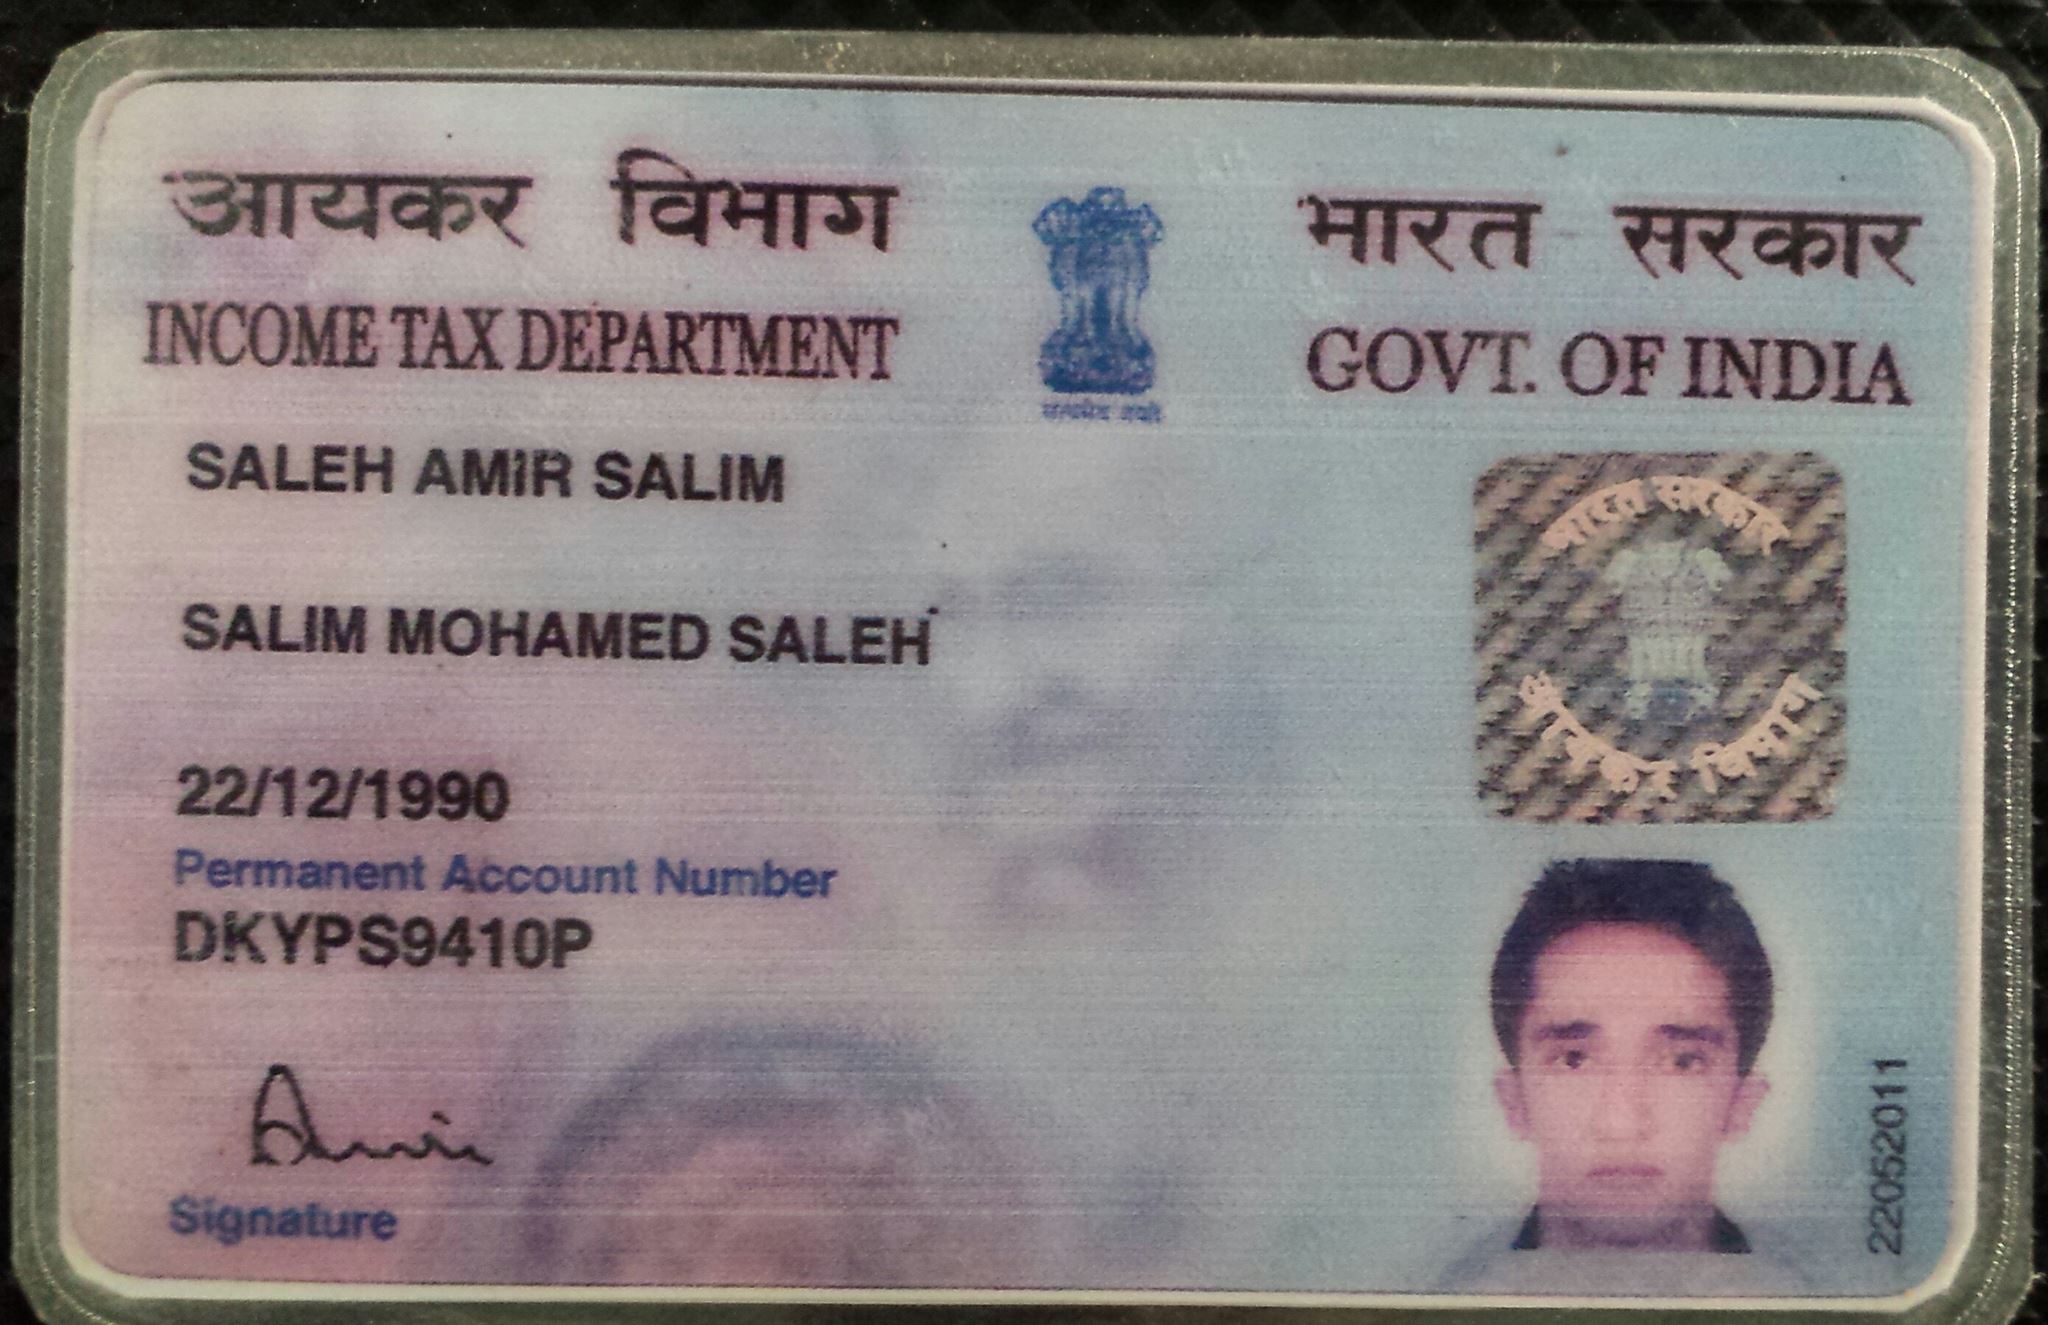 आयकर विभाग
भारत सरकार
INCOME TAX DEPARTMENT
GOVT. OF INDIA
सत्यमेव जयते
SALEH AMIR SALIM
भारत सरकार
आयकर विभाग
SALIM MOHAMED SALEH
22/12/1990
Permanent Account Number
DKYPS9410P
Amir
Signature
22052011